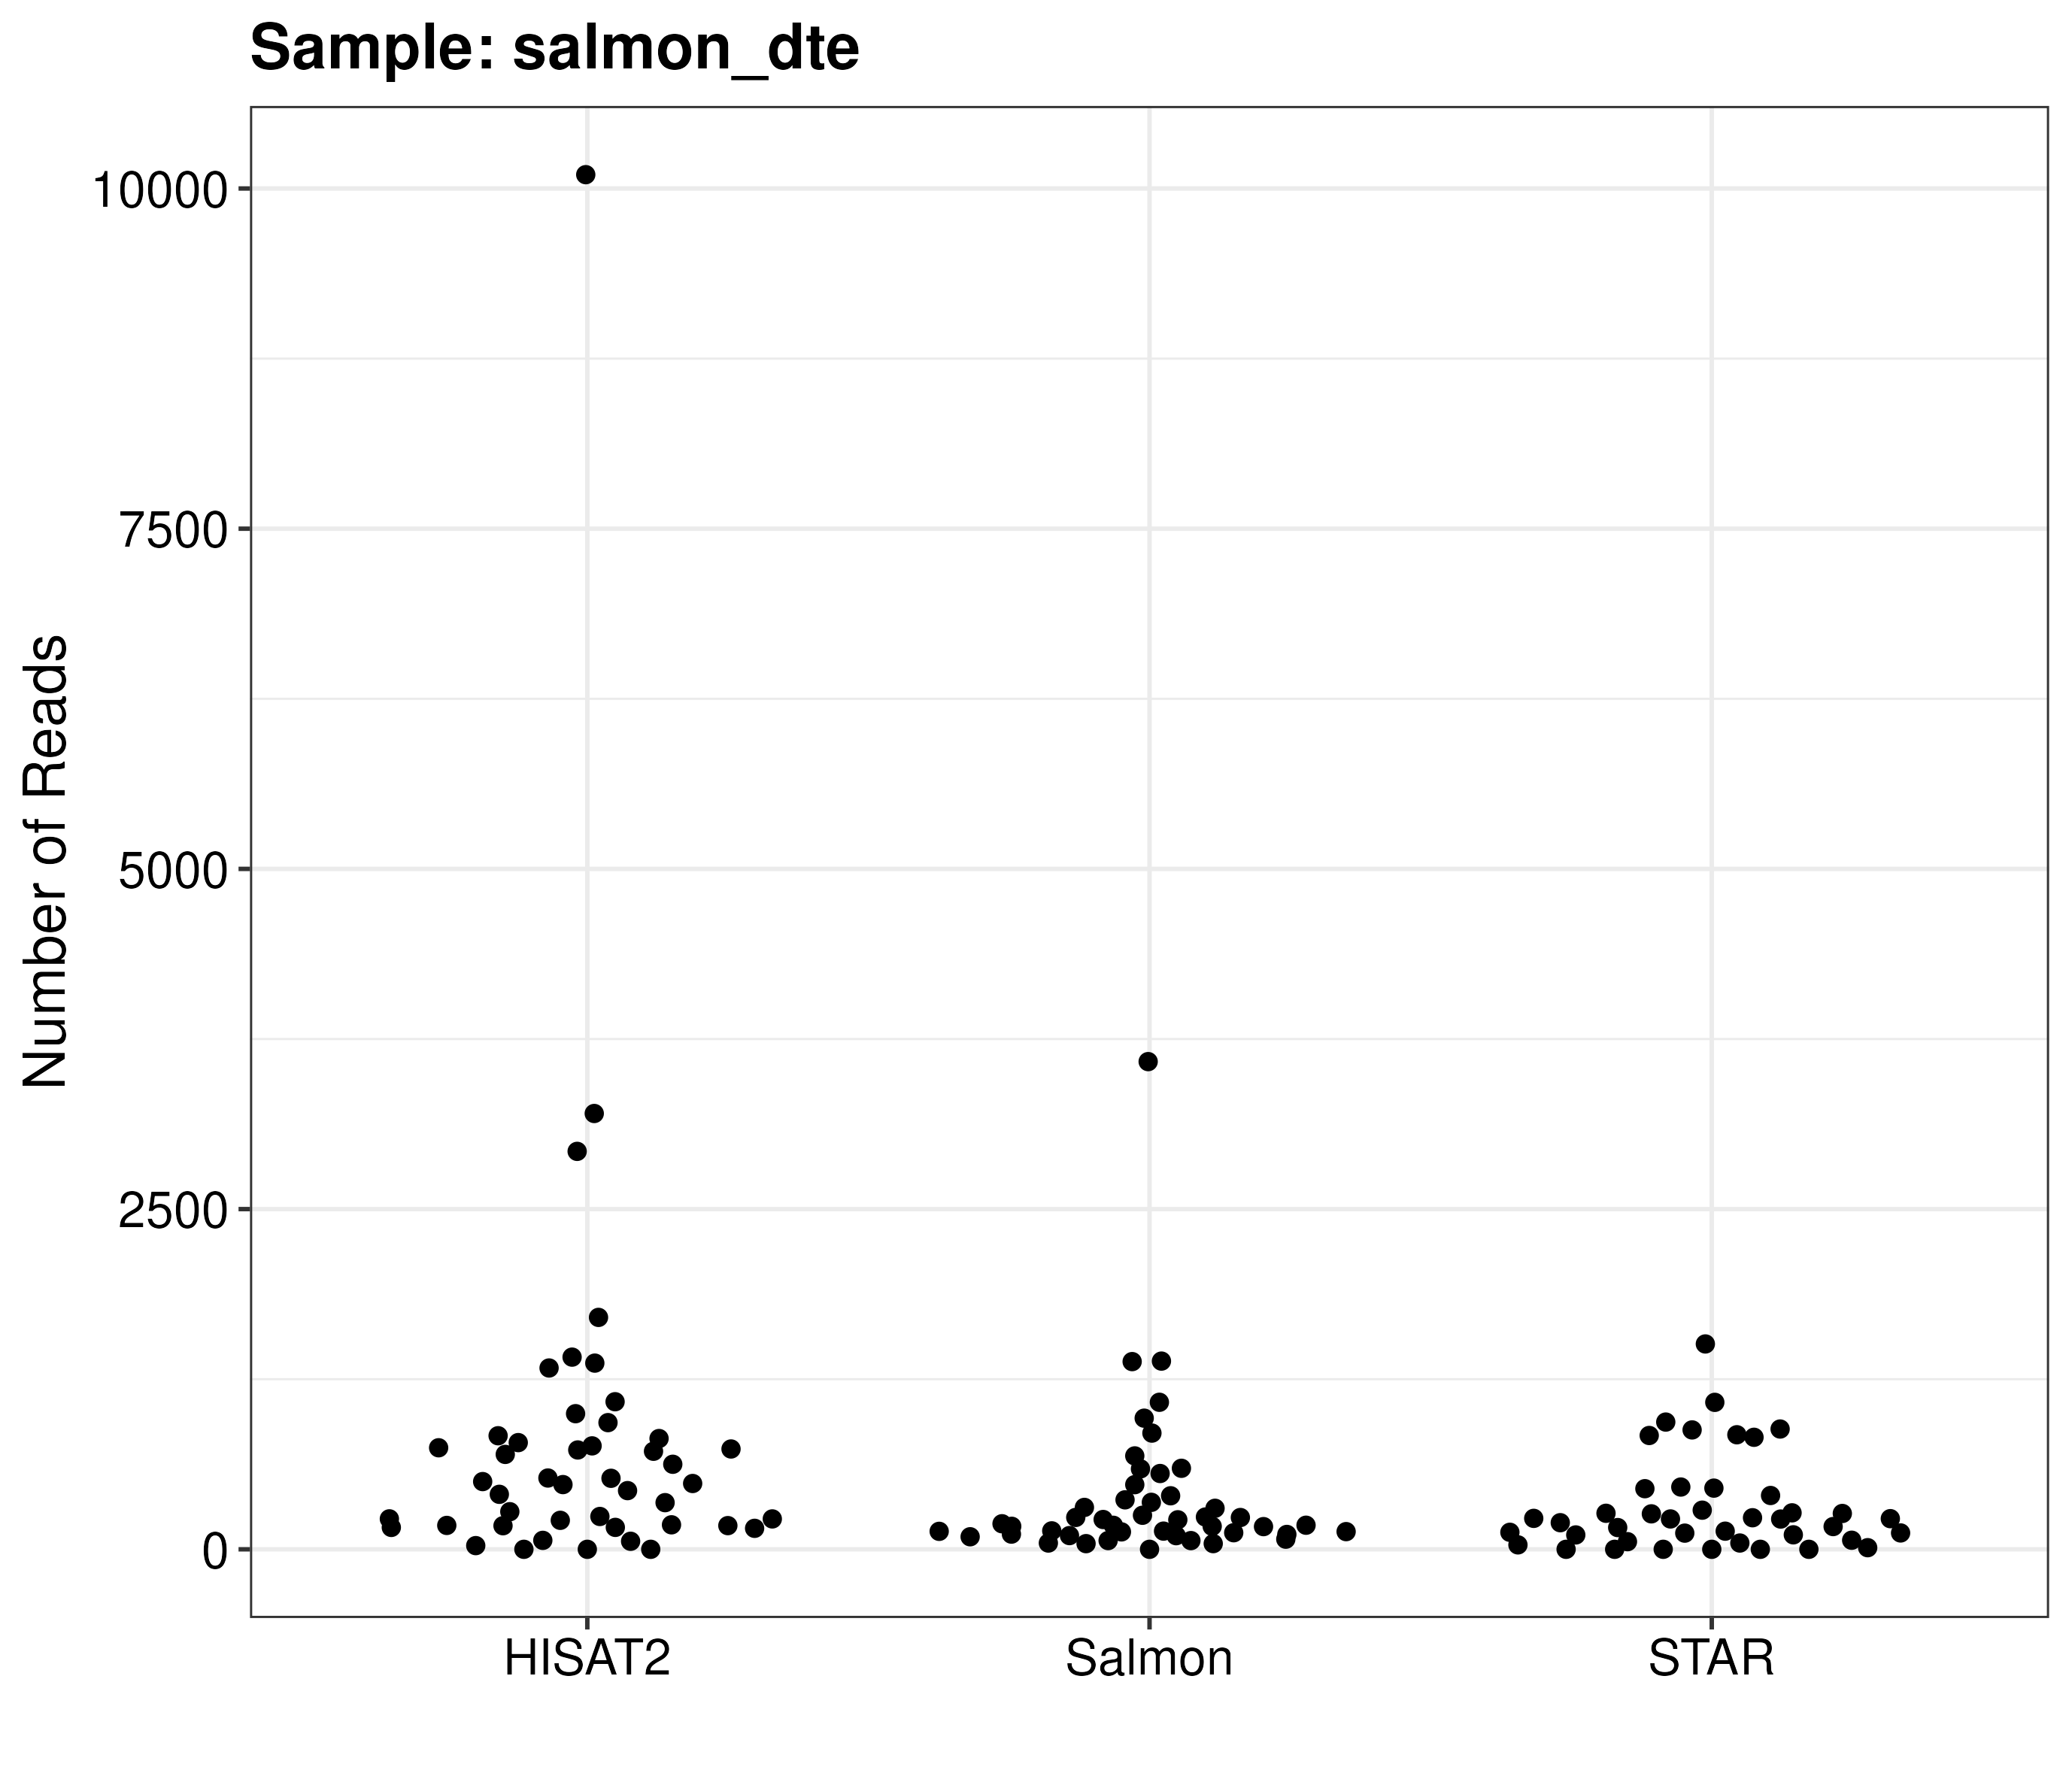 Sample: salmon_dte
Number of Reads
10000
7500
5000
2500
0
HISAT2
Salmon
STAR